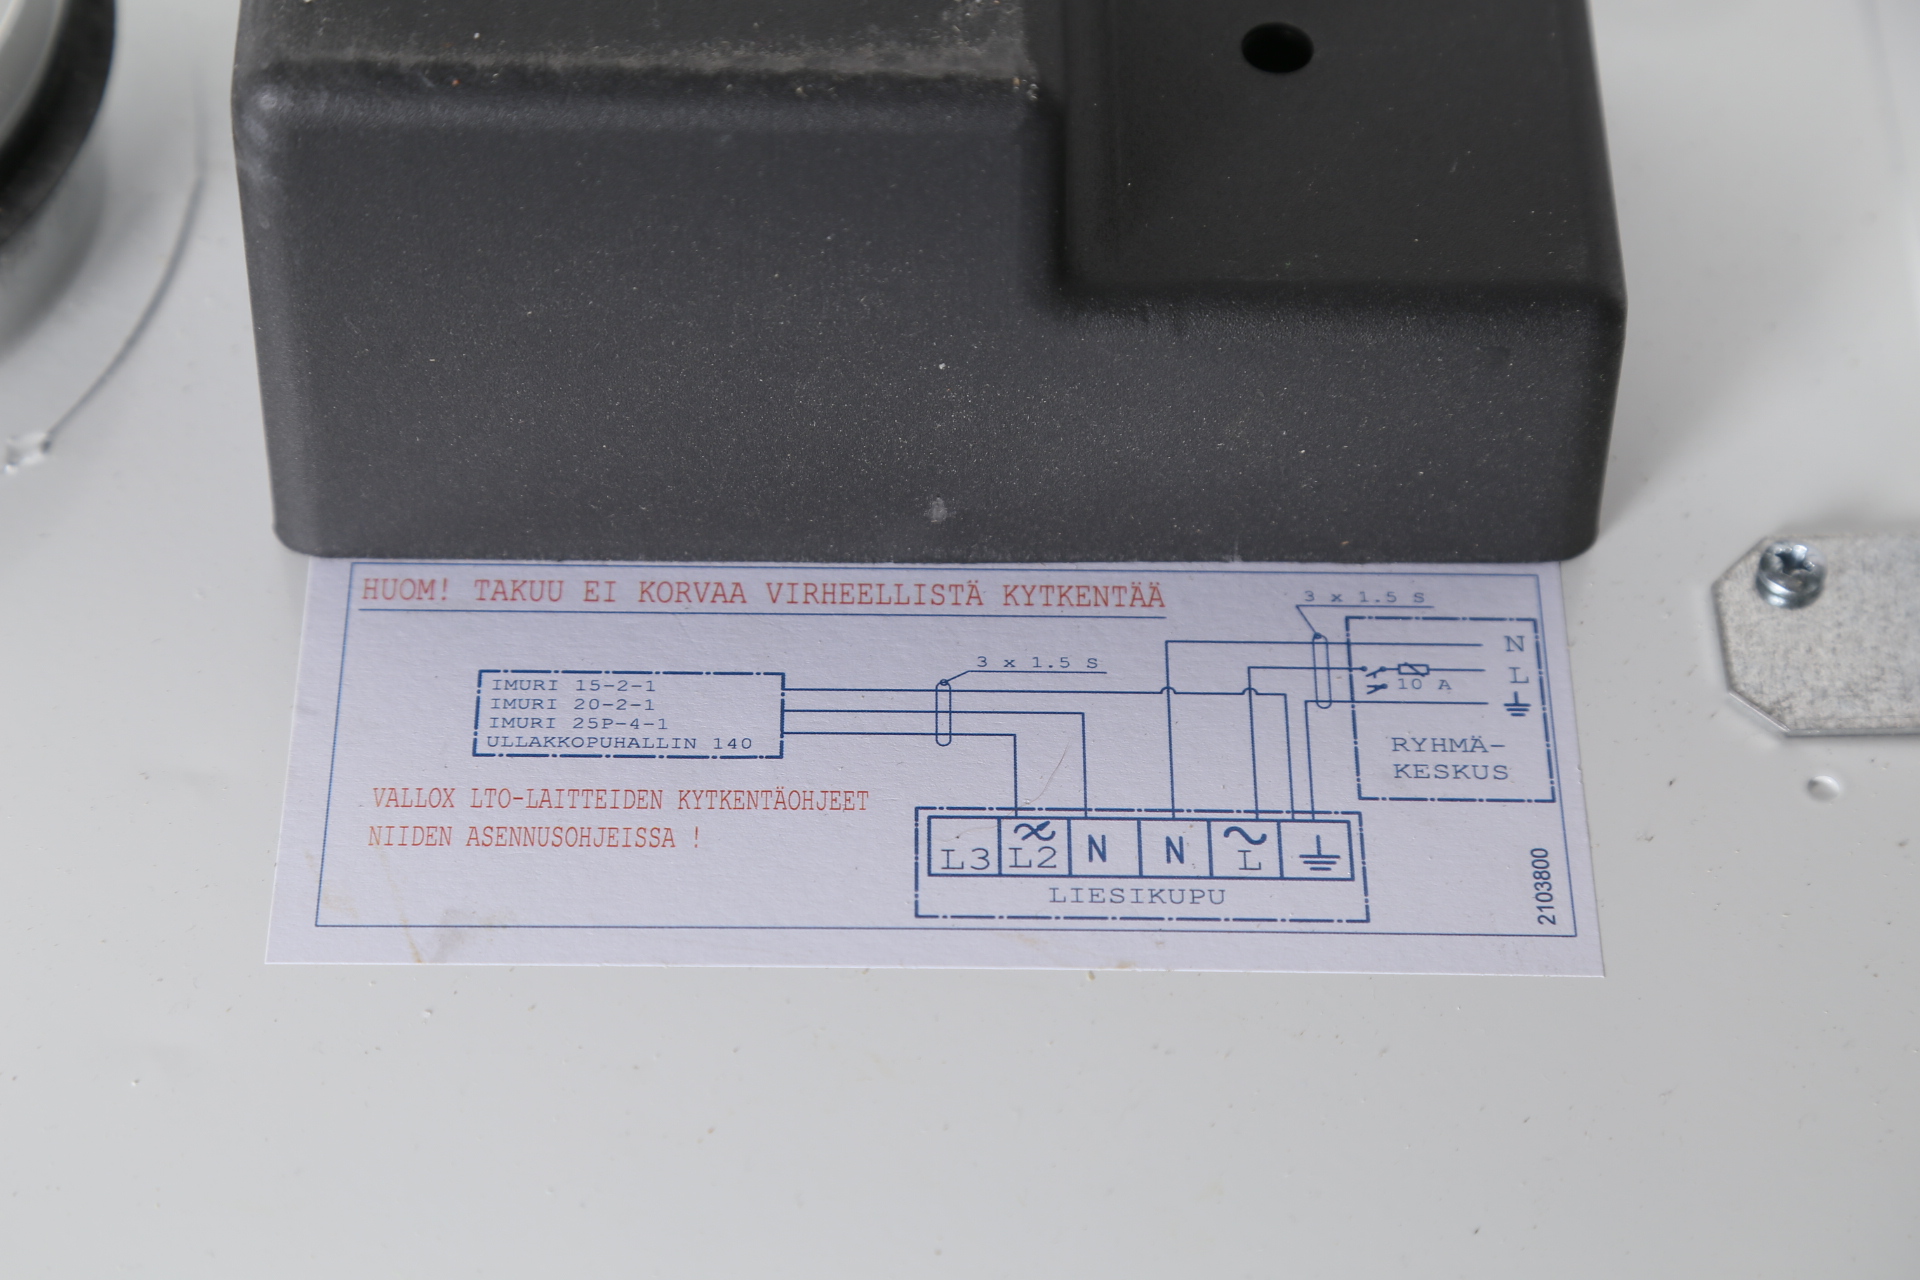 HUOM! TAKUU EI KORVAA VIRHEELLISTÄ KYTKENTÄÄ
3 x 1.5 S
N
L
10 A
RYHMÄ-
KESKUS
3 x 1.5 S
IMURI 15-2-1
IMURI 20-2-1
IMURI 25P-4-1
ULLAKKOPUHALLIN 140
VALLOX LTO-LAITTEIDEN KYTKENTÄOHJEET
NIIDEN ASENNUSOHJEISSA !
L3 L2 N N L
LIESIKUPU
2103800